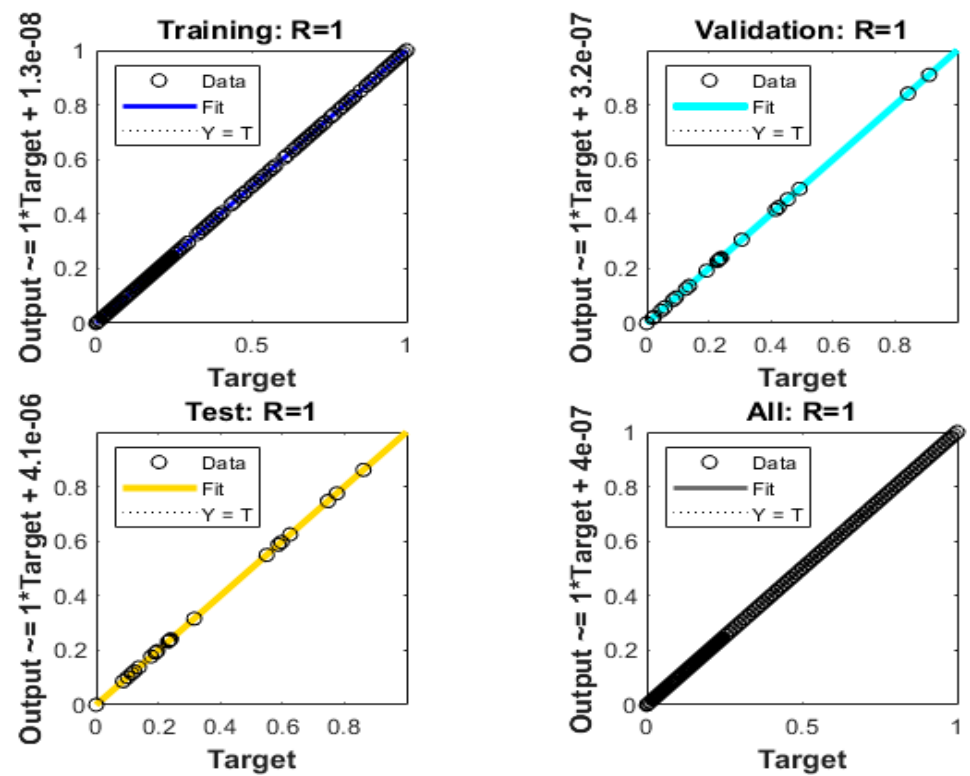 Training: R=1
Output ~= 1*Target + 1.3e-08
1
0.8
0.6
0.4
0.2
0
Data
Fit
Y = T
0
0.5
1
Target
Validation: R=1
Output ~= 1*Target + 3.2e-07
0.8
0.6
0.4
0.2
0
Data
Fit
Y = T
0
0.2
0.4
0.6
0.8
Target
Test: R=1
Output ~= 1*Target + 4.1e-06
0.8
0.6
0.4
0.2
0
Data
Fit
Y = T
0
0.2
0.4
0.6
0.8
Target
All: R=1
Output ~= 1*Target + 4e-07
1
0.8
0.6
0.4
0.2
0
Data
Fit
Y = T
0
0.5
1
Target